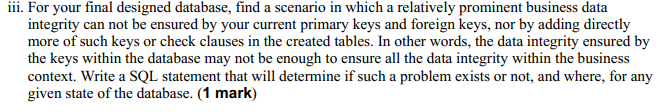 iii. For your final designed database, find a scenario in which a relatively prominent business data
integrity can not be ensured by your current primary keys and foreign keys, nor by adding directly
more of such keys or check clauses in the created tables. In other words, the data integrity ensured by
the keys within the database may not be enough to ensure all the data integrity within the business
context. Write a SQL statement that will determine if such a problem exists or not, and where, for any
given state of the database. (1 mark)